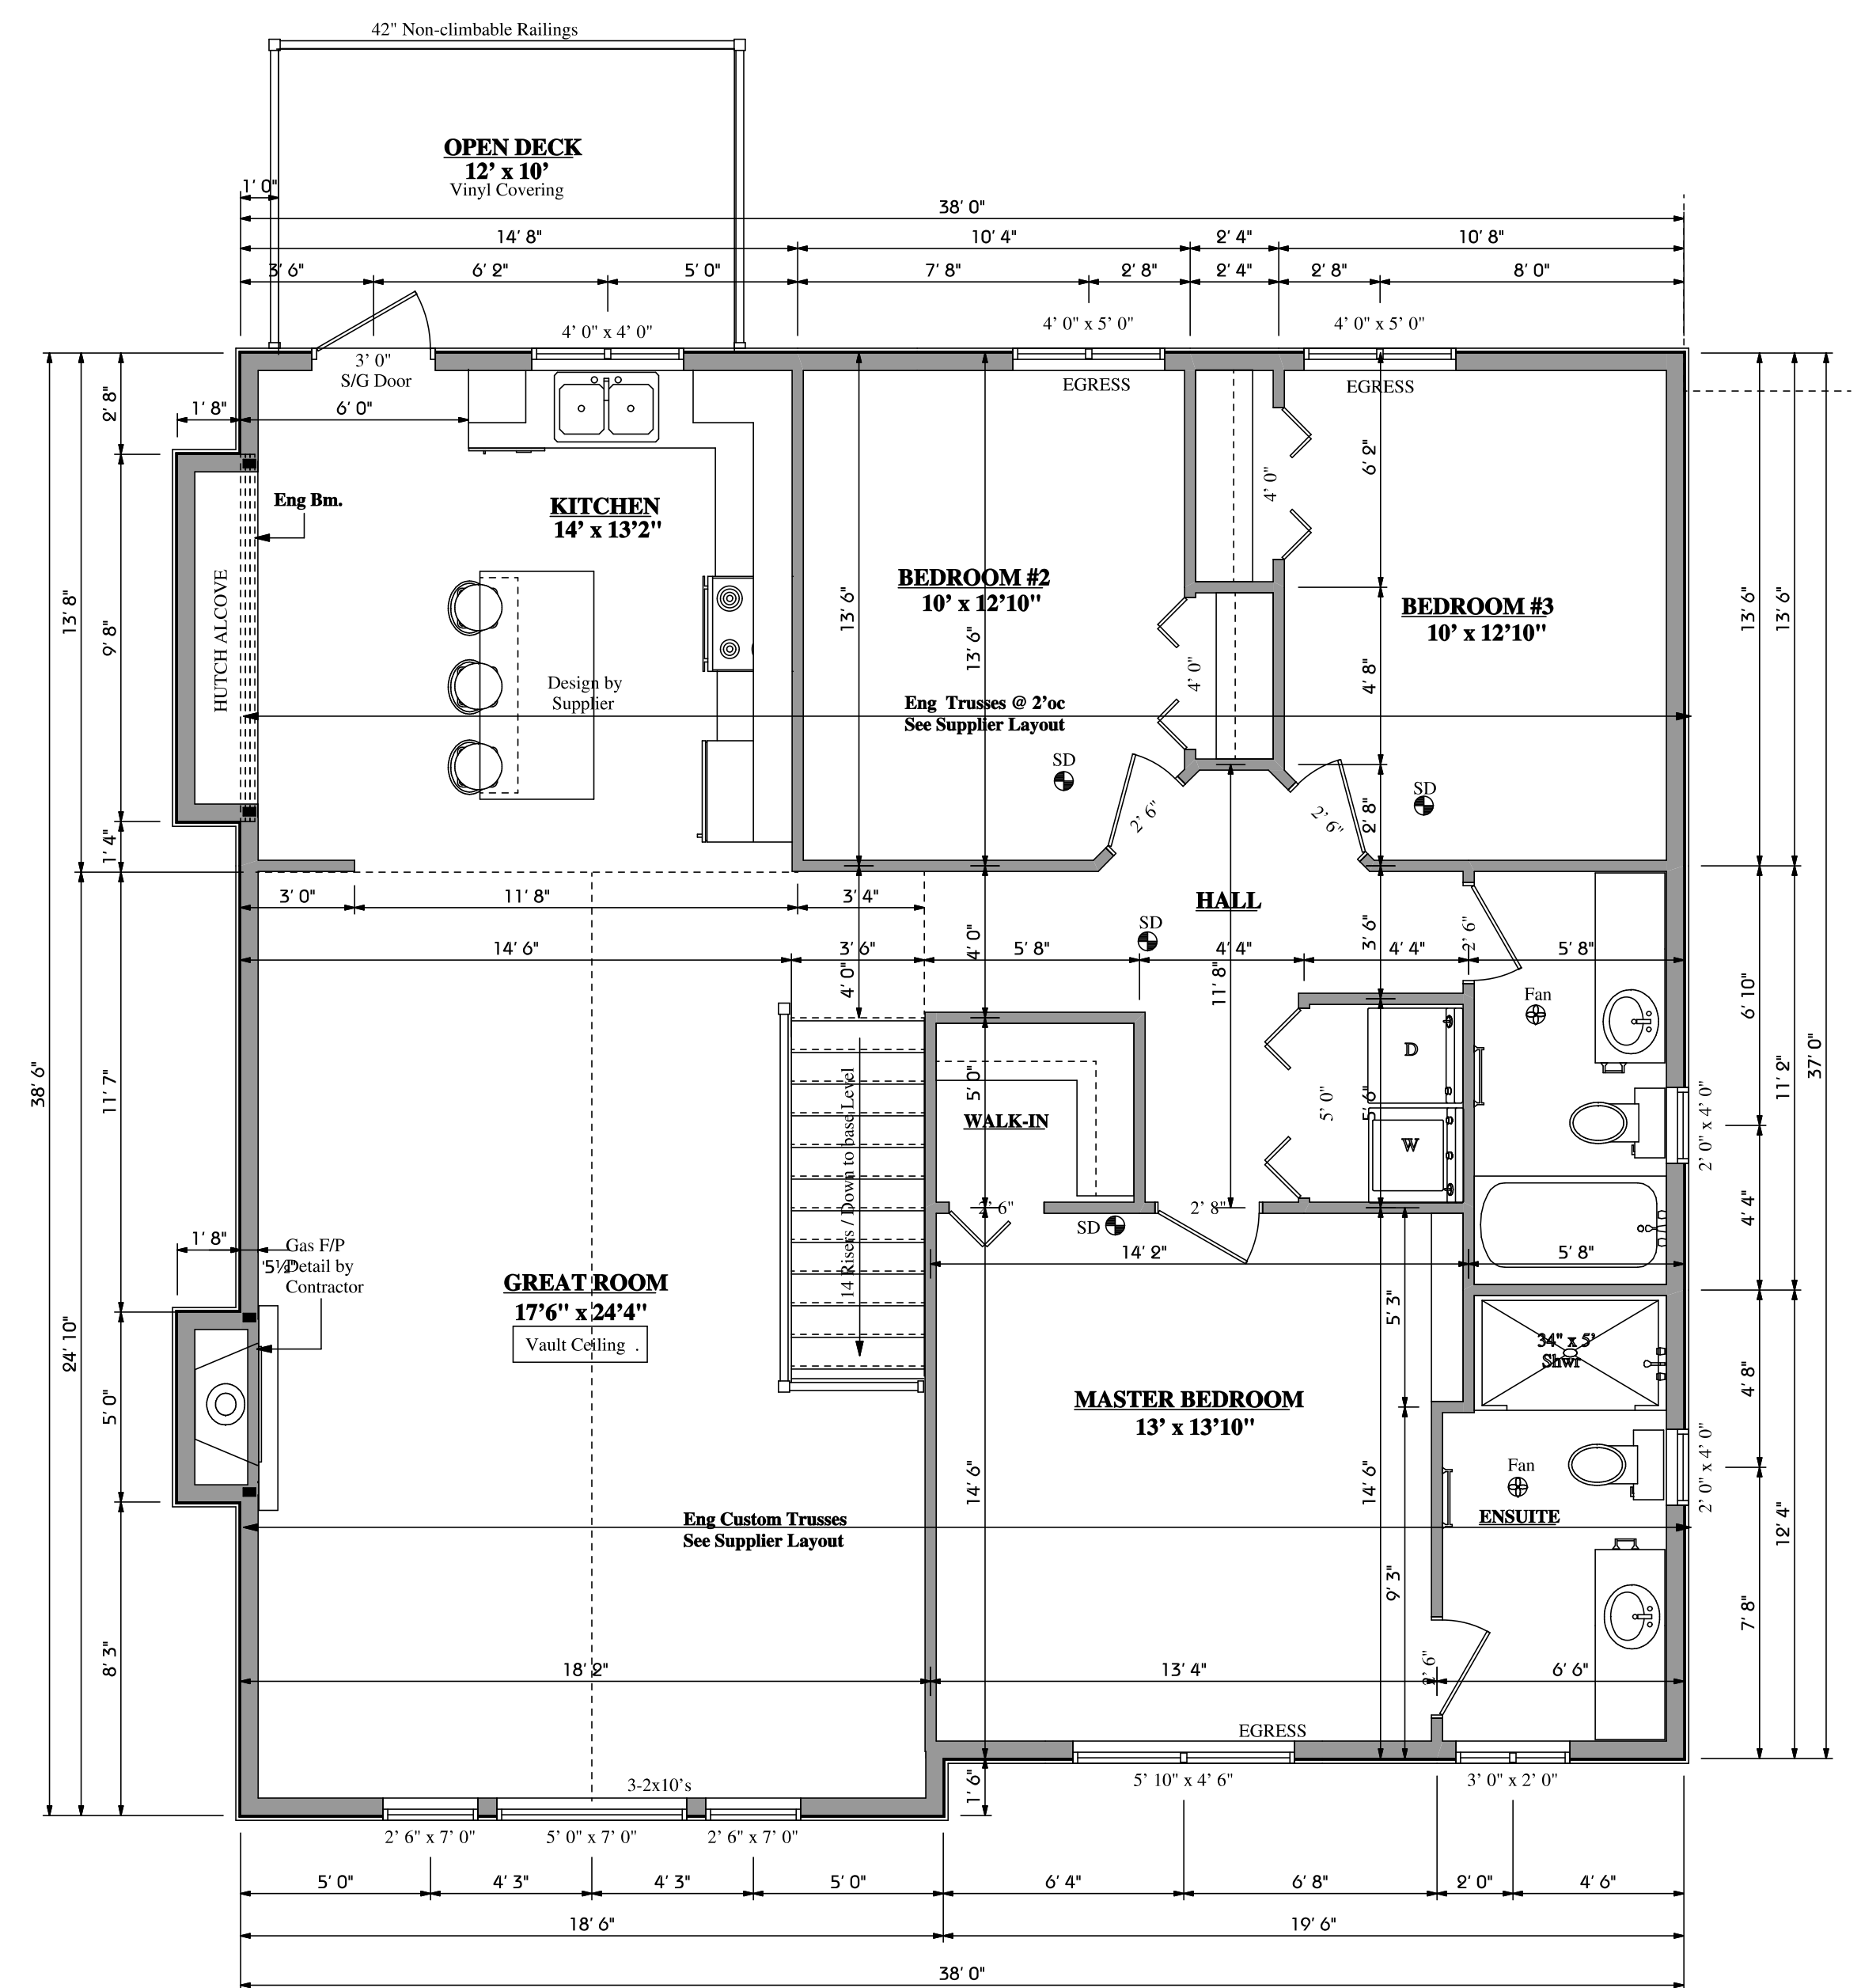 42" Non-climbable Railings
OPEN DECK
12' x 10'
Vinyl Covering
1' 0"
38' 0"
14' 8"
10' 4"
2' 4"
10' 8"
3' 6"
6' 2"
5' 0"
7' 8"
2' 8"
2' 4"
2' 8"
8' 0"
4' 0" x 4' 0"
4' 0" x 5' 0"
4' 0" x 5' 0"
3' 0"
S/G Door
EGRESS
EGRESS
2' 8"
1' 8"
6' 0"
6' 2"
4' 0"
Eng Bm.
KITCHEN
14' x 13'2"
HUTCH ALCOVE
13' 8"
9' 8"
BEDROOM #2
10' x 12'10"
13' 6"
13' 6"
BEDROOM #3
10' x 12'10"
13' 6"
13' 6"
Design by
Supplier
4' 0"
4' 8"
Eng Trusses @ 2'oc
See Supplier Layout
SD
SD
2' 6"
2' 6"
2' 8"
1' 4"
3' 0"
11' 8"
3' 4"
HALL
SD
14' 6"
3' 6"
5' 8"
4' 4"
4' 4"
5' 8"
4' 0"
4' 0"
11' 8"
3' 6"
2' 6"
Fan
6' 10"
38' 6"
11' 7"
D
5' 0"
5' 0"
5' 6"
W
WALK-IN
14 Risers / Down to base Level
2' 0" x 4' 0"
11' 2"
37' 0"
2' 6"
SD
2' 8"
4' 4"
1' 8"
5½"
Gas F/P
Detail by
Contractor
14' 2"
5' 8"
GREAT ROOM
17'6" x 24'4"
Vault Ceiling .
5' 3"
34" x 5'
Shwr
24' 10"
5' 0"
MASTER BEDROOM
13' x 13'10"
4' 8"
14' 6"
14' 6"
Fan
ENSUITE
2' 0" x 4' 0"
Eng Custom Trusses
See Supplier Layout
12' 4"
9' 3"
7' 8"
8' 3"
18' 2"
13' 4"
2' 6"
6' 6"
EGRESS
3-2x10's
1' 6"
5' 10" x 4' 6"
3' 0" x 2' 0"
2' 6" x 7' 0"
5' 0" x 7' 0"
2' 6" x 7' 0"
5' 0"
4' 3"
4' 3"
5' 0"
6' 4"
6' 8"
2' 0"
4' 6"
18' 6"
19' 6"
38' 0"